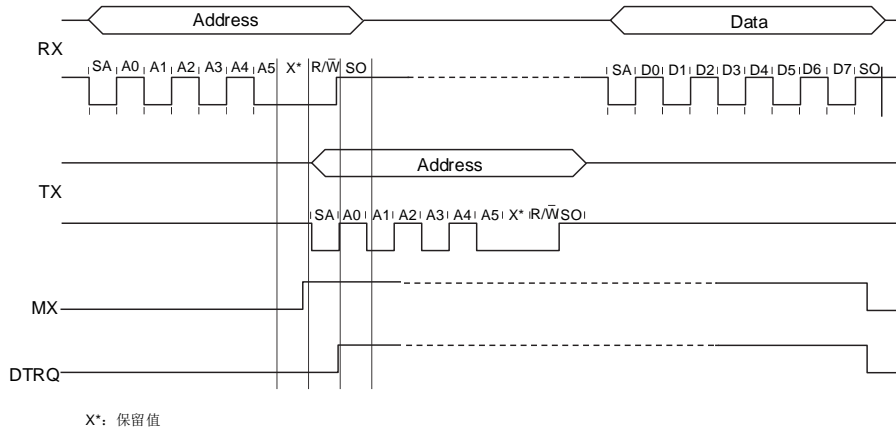 Address
Data
RX
SA A0 A1 A2 A3 A4 A5 X* R/W̅ SO
SA D0 D1 D2 D3 D4 D5 D6 D7 SO
Address
TX
SA A0 A1 A2 A3 A4 A5 X* R/W̅ SO
MX
DTRQ
X*：保留值